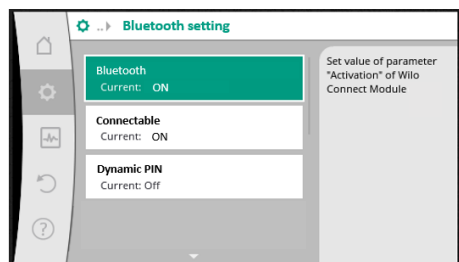 ..▸ Bluetooth setting
Bluetooth
Current: ON
Connectable
Current: ON
Dynamic PIN
Current: Off
Set value of parameter
"Activation" of Wilo
Connect Module
?